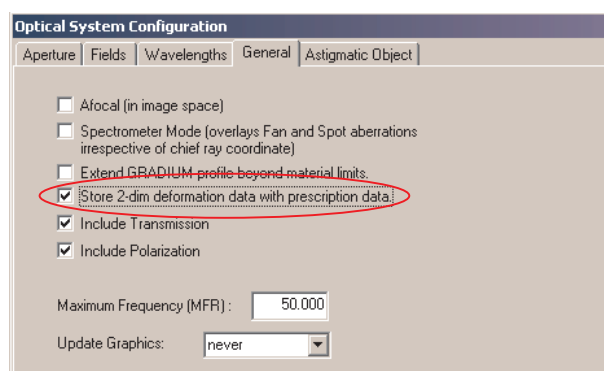 Optical System Configuration
Aperture Fields Wavelengths General Astigmatic Object
Afocal (in image space)
Spectrometer Mode (overlays Fan and Spot aberrations
irrespective of chief ray coordinate)
Extend GRADIUM profile beyond material limits.
Store 2-dim deformation data with prescription data.
Include Transmission
Include Polarization
Maximum Frequency (MFR) : 50.000
Update Graphics: never